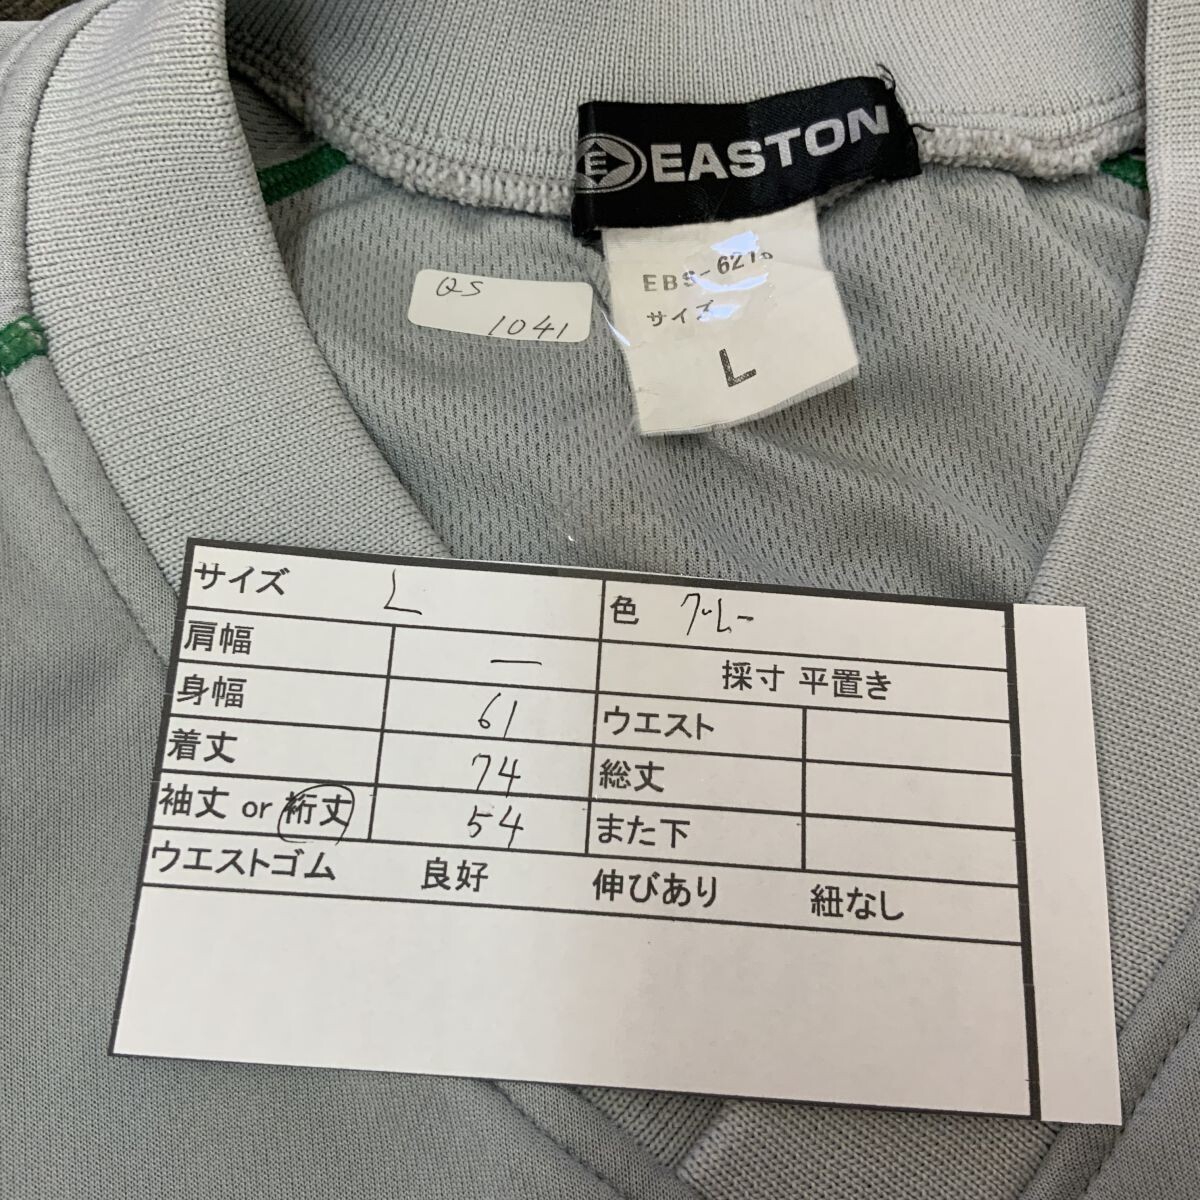 EASTON
E
EBS-621
サイズ
L
QS
1041
サイズ L 色 グレー
肩幅 — 採寸 平置き
身幅 61 ウエスト
着丈 74 総丈
袖丈 or 裄丈 54 また下
ウエストゴム 良好 伸びあり 紐なし